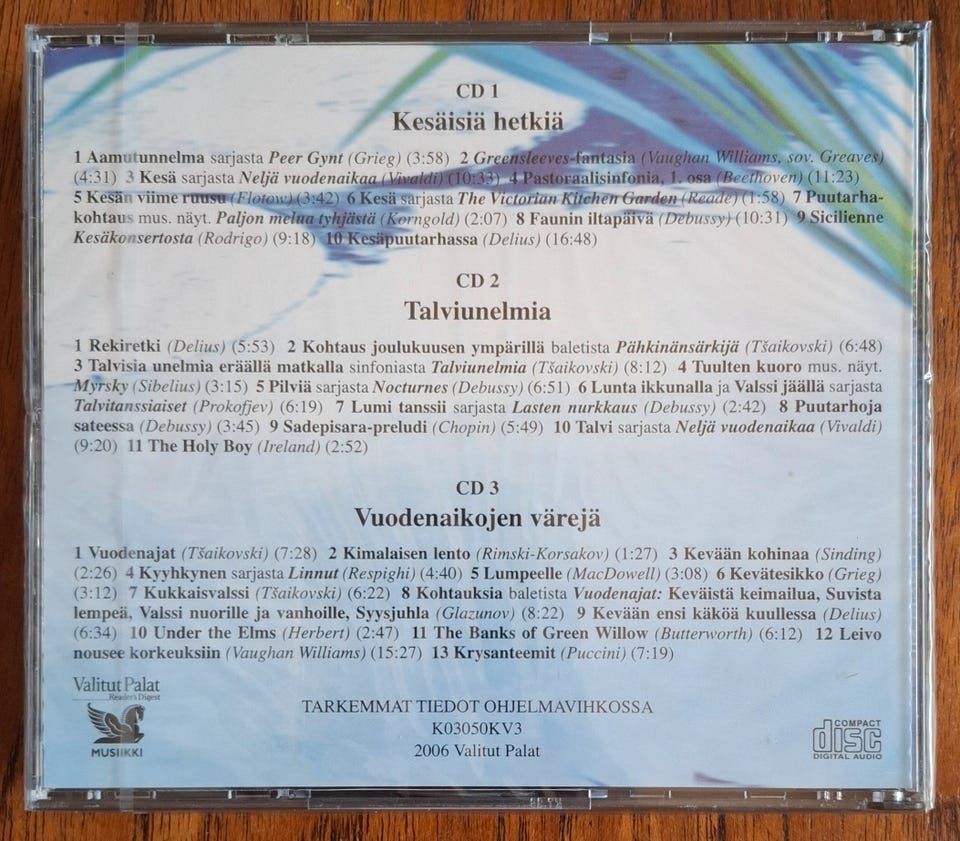 CD 1
Kesäisiä hetkiä
1 Aamutunnelma sarjasta Peer Gynt (Grieg) (3:58) 2 Greensleeves-fantasia (Vaughan Williams, sov. Greaves)
(4:31) 3 Kesä sarjasta Neljä vuodenaikaa (Vivaldi) (10:33) 4 Pastoraalisinfonia, 1. osa (Beethoven) (11:23)
5 Kesän viime ruusu (Flotow) (3:42) 6 Kesä sarjasta The Victorian Kitchen Garden (Reade) (1:58) 7 Puutarha-
kohtaus mus. näyt. Paljon melua tyhjästä (Korngold) (2:07) 8 Faunin iltapäivä (Debussy) (10:31) 9 Sicilienne
Kesäkonsertosta (Rodrigo) (9:18) 10 Kesäpuutarhassa (Delius) (16:48)
CD 2
Talviunelmia
1 Rekiretki (Delius) (5:53) 2 Kohtaus joulukuusen ympärillä baletista Pähkinänsärkijä (Tšaikovski) (6:48)
3 Talvisia unelmia eräällä matkalla sinfoniasta Talviunelmia (Tšaikovski) (8:12) 4 Tuulten kuoro mus. näyt.
Myrsky (Sibelius) (3:15) 5 Pilviä sarjasta Nocturnes (Debussy) (6:51) 6 Lunta ikkunalla ja Valssi jäällä sarjasta
Talvitanssiaiset (Prokofjev) (6:19) 7 Lumi tanssii sarjasta Lasten nurkkaus (Debussy) (2:42) 8 Puutarhoja
sateessa (Debussy) (3:45) 9 Sadepisara-preludi (Chopin) (5:49) 10 Talvi sarjasta Neljä vuodenaikaa (Vivaldi)
(9:20) 11 The Holy Boy (Ireland) (2:52)
CD 3
Vuodenaikojen värejä
1 Vuodenajat (Tšaikovski) (7:28) 2 Kimalaisen lento (Rimski-Korsakov) (1:27) 3 Kevään kohinaa (Sinding)
(2:26) 4 Kyyhkynen sarjasta Linnut (Respighi) (4:40) 5 Lumpeelle (MacDowell) (3:08) 6 Kevätesikko (Grieg)
(3:12) 7 Kukkaisvalssi (Tšaikovski) (6:22) 8 Kohtauksia baletista Vuodenajat: Keväistä keimailua, Suvista
lempeä, Valssi nuorille ja vanhoille, Syysjuhla (Glazunov) (8:22) 9 Kevään ensi käköä kuullessa (Delius)
(6:34) 10 Under the Elms (Herbert) (2:47) 11 The Banks of Green Willow (Butterworth) (6:12) 12 Leivo
nousee korkeuksiin (Vaughan Williams) (15:27) 13 Krysanteemit (Puccini) (7:19)
Valitut Palat
Reader's Digest
MUSIIKKI
TARKEMMAT TIEDOT OHJELMAVIHKOSSA
K03050KV3
2006 Valitut Palat
COMPACT
disc
DIGITAL AUDIO